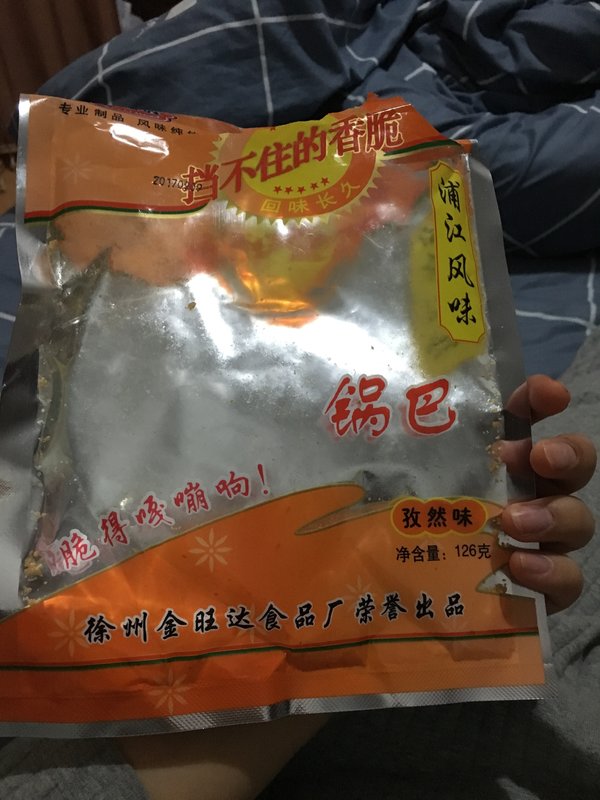 专业制品 风味纯
挡不住的香脆
回味长久
浦江风味
锅巴
脆得嘎嘣响！
孜然味
净含量：126克
徐州金旺达食品厂荣誉出品